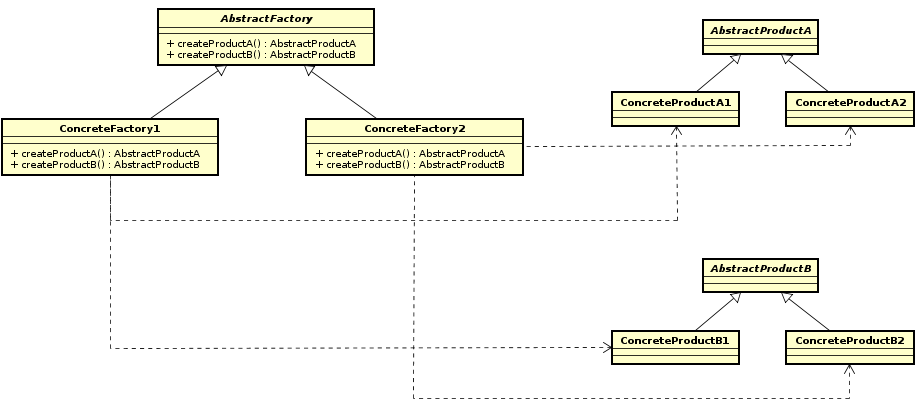 AbstractFactory
+ createProductA() : AbstractProductA
+ createProductB() : AbstractProductB
AbstractProductA
ConcreteProductA1
ConcreteProductA2
ConcreteFactory1
+ createProductA() : AbstractProductA
+ createProductB() : AbstractProductB
ConcreteFactory2
+ createProductA() : AbstractProductA
+ createProductB() : AbstractProductB
AbstractProductB
ConcreteProductB1
ConcreteProductB2